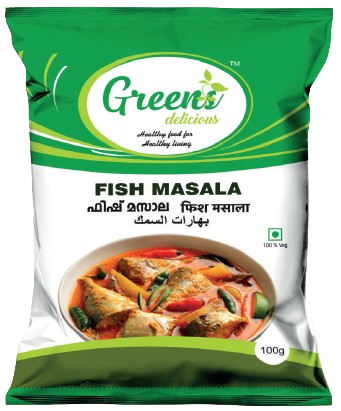 Greens
TM
delicious
Healthy food for
Healthy living
FISH MASALA
ഫിഷ് മസാല फिश मसाला
بهارات السمك
100% Veg
100g